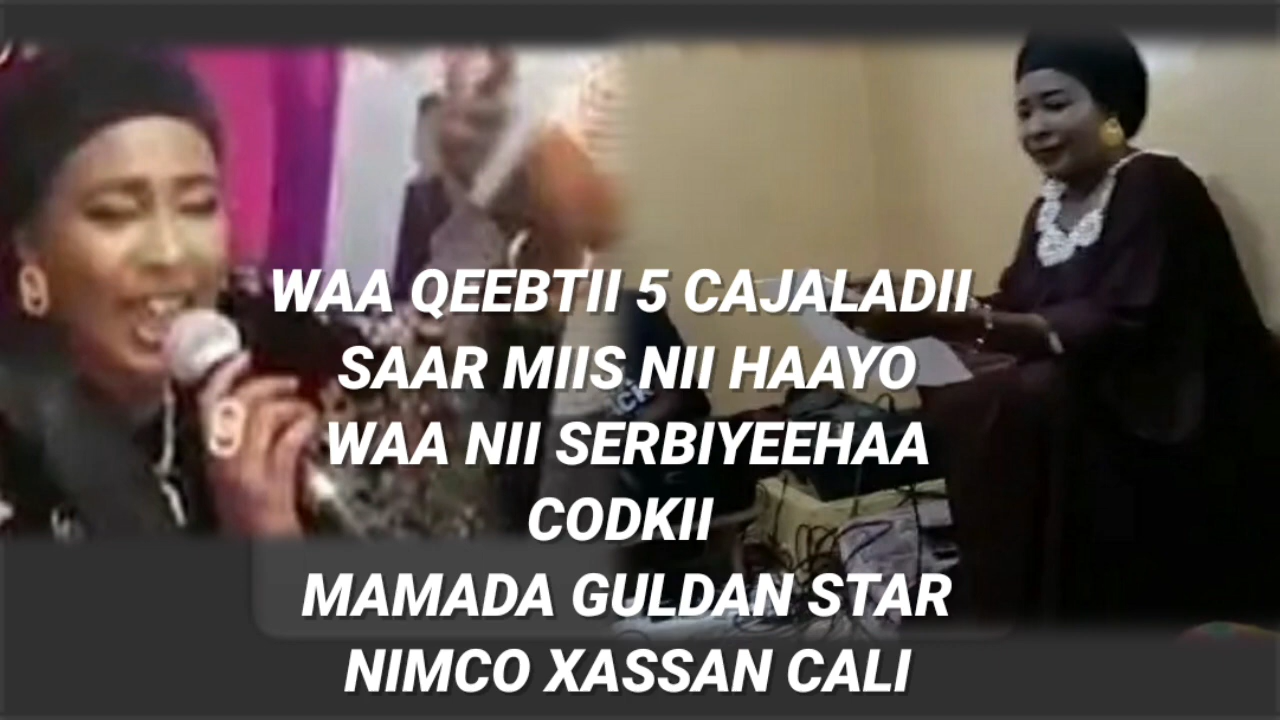 WAA QEEBTII 5 CAJALADII
SAAR MIIS NII HAAYO
WAA NII SERBIYEEHAA
CODKII
MAMADA GULDAN STAR
NIMCO XASSAN CALI